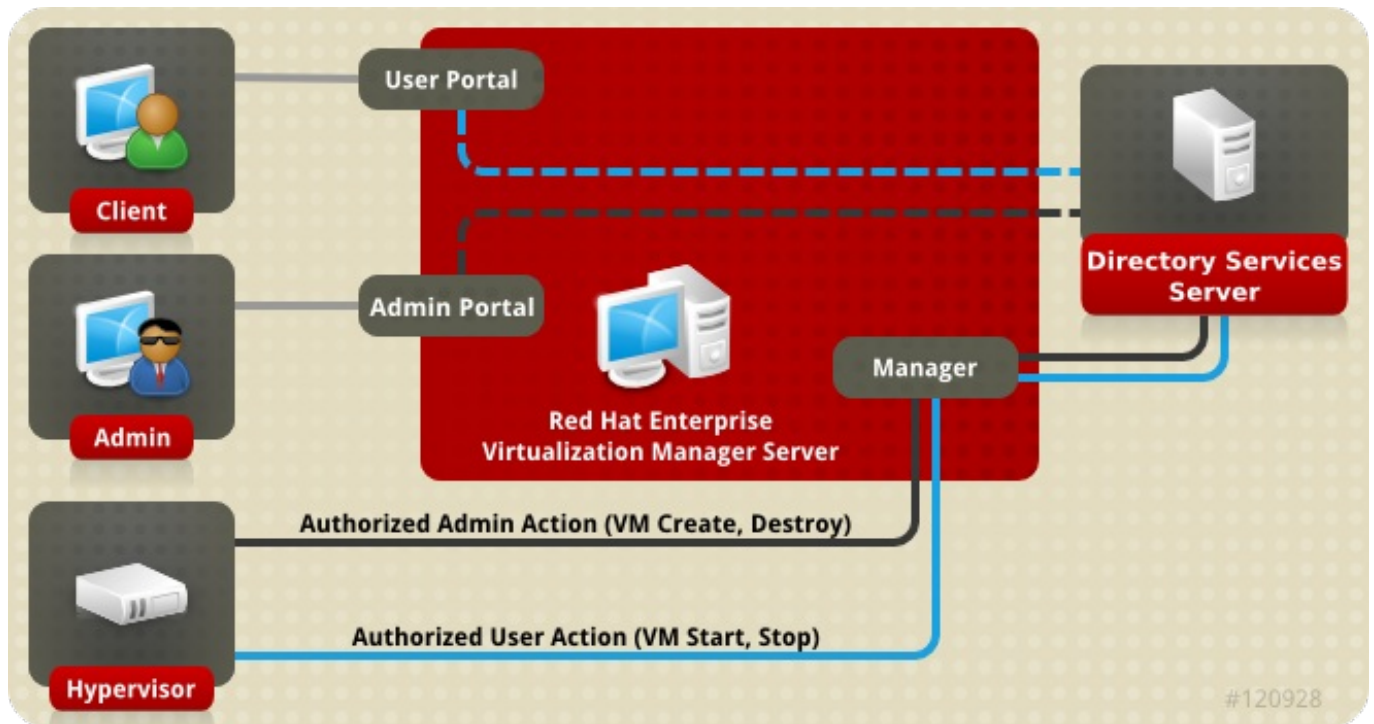 Client
User Portal
Directory Services
Server
Admin
Admin Portal
Manager
Red Hat Enterprise
Virtualization Manager Server
Authorized Admin Action (VM Create, Destroy)
Authorized User Action (VM Start, Stop)
Hypervisor
#120928